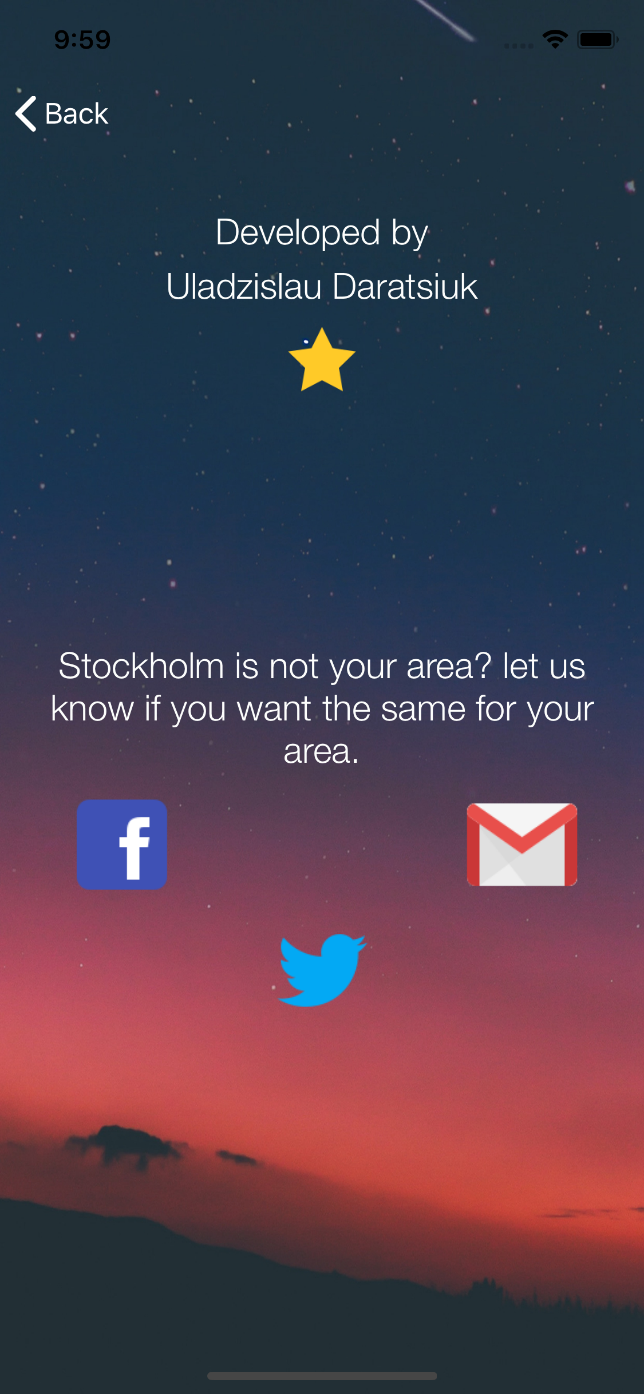 9:59
Back
Developed by
Uladzislau Daratsiuk
Stockholm is not your area? let us
know if you want the same for your
area.